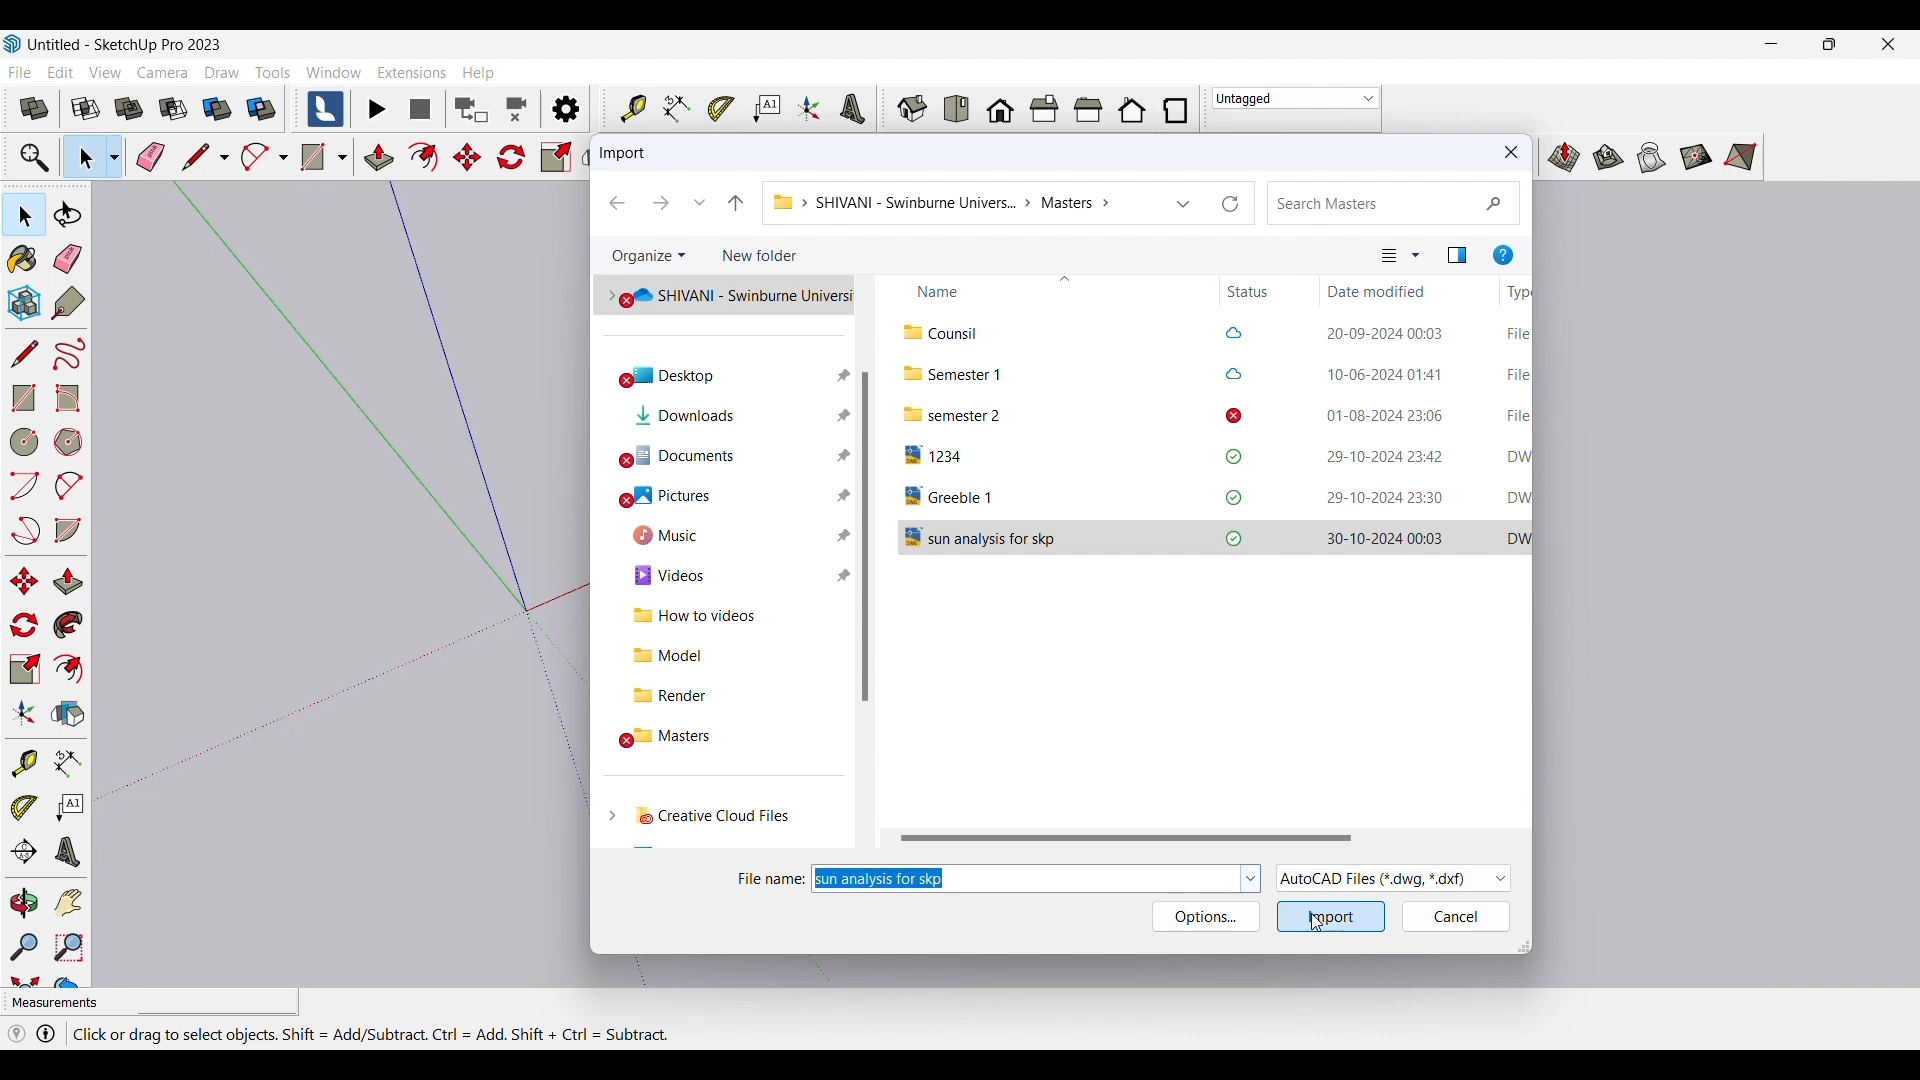 Untitled - SketchUp Pro 2023
File Edit View Camera Draw Tools Window Extensions Help
A1
Untagged
Import
SHIVANI - Swinburne Univers... Masters
Search Masters
Organize New folder
SHIVANI - Swinburne Universi
Name Status Date modified Type
Counsil 20-09-2024 00:03 File
Semester 1 10-06-2024 01:41 File
semester 2 01-08-2024 23:06 File
1234 29-10-2024 23:42 DW
Greeble 1 29-10-2024 23:30 DW
sun analysis for skp 30-10-2024 00:03 DW
Desktop
Downloads
Documents
Pictures
Music
Videos
How to videos
Model
Render
Masters
Creative Cloud Files
A1
File name: sun analysis for skp AutoCAD Files (*.dwg, *.dxf)
Options... Import Cancel
Measurements
Click or drag to select objects. Shift = Add/Subtract. Ctrl = Add. Shift + Ctrl = Subtract.